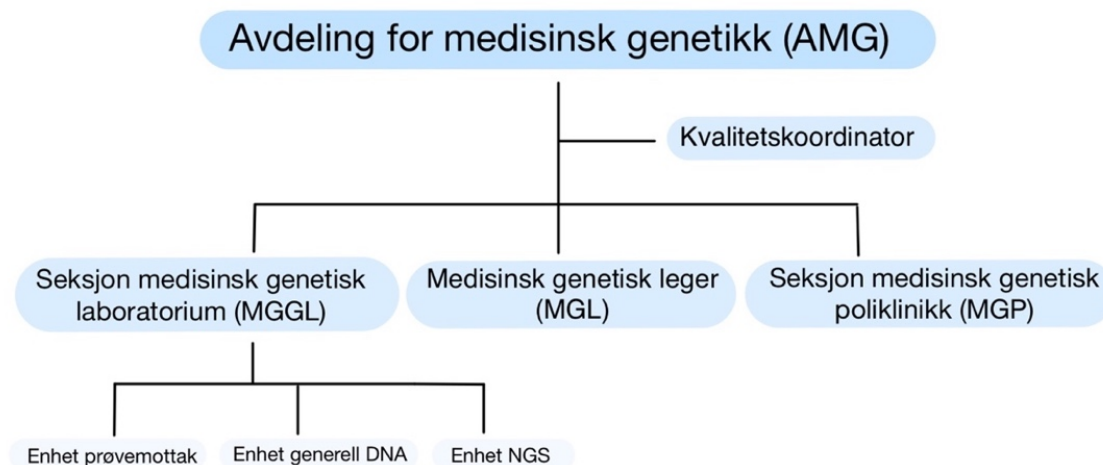 Avdeling for medisinsk genetikk (AMG)
Kvalitetskoordinator
Seksjon medisinsk genetisk
laboratorium (MGGL)
Medisinsk genetisk leger
(MGL)
Seksjon medisinsk genetisk
poliklinikk (MGP)
Enhet prøvemottak
Enhet generell DNA
Enhet NGS